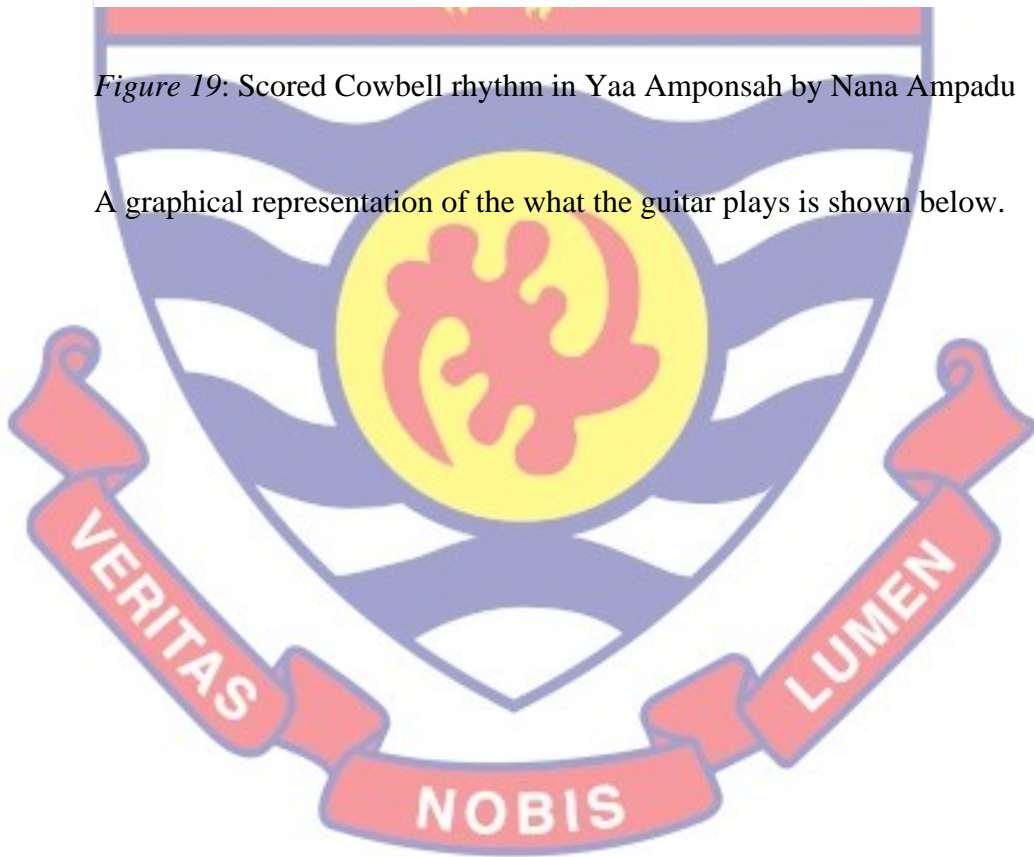 Figure 19: Scored Cowbell rhythm in Yaa Amponsah by Nana Ampadu
A graphical representation of the what the guitar plays is shown below.
VERITAS
NOBIS
LUMEN